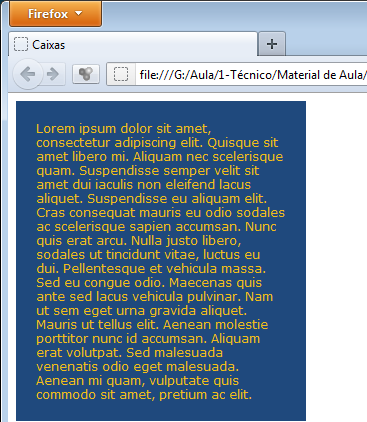 Firefox
Caixas
file:///G:/Aula/1-Técnico/Material de Aula/
Lorem ipsum dolor sit amet,
consectetur adipiscing elit. Quisque sit
amet libero mi. Aliquam nec scelerisque
quam. Suspendisse semper velit sit
amet dui iaculis non eleifend lacus
aliquet. Suspendisse eu aliquam elit.
Cras consequat mauris eu odio sodales
ac scelerisque sapien accumsan. Nunc
quis erat arcu. Nulla justo libero,
sodales ut tincidunt vitae, luctus eu
dui. Pellentesque et vehicula massa.
Sed eu congue odio. Maecenas quis
ante sed lacus vehicula pulvinar. Nam
ut sem eget urna gravida aliquet.
Mauris ut tellus elit. Aenean molestie
porttitor nunc id accumsan. Aliquam
erat volutpat. Sed malesuada
venenatis odio eget malesuada.
Aenean mi quam, vulputate quis
commodo sit amet, pretium ac elit.